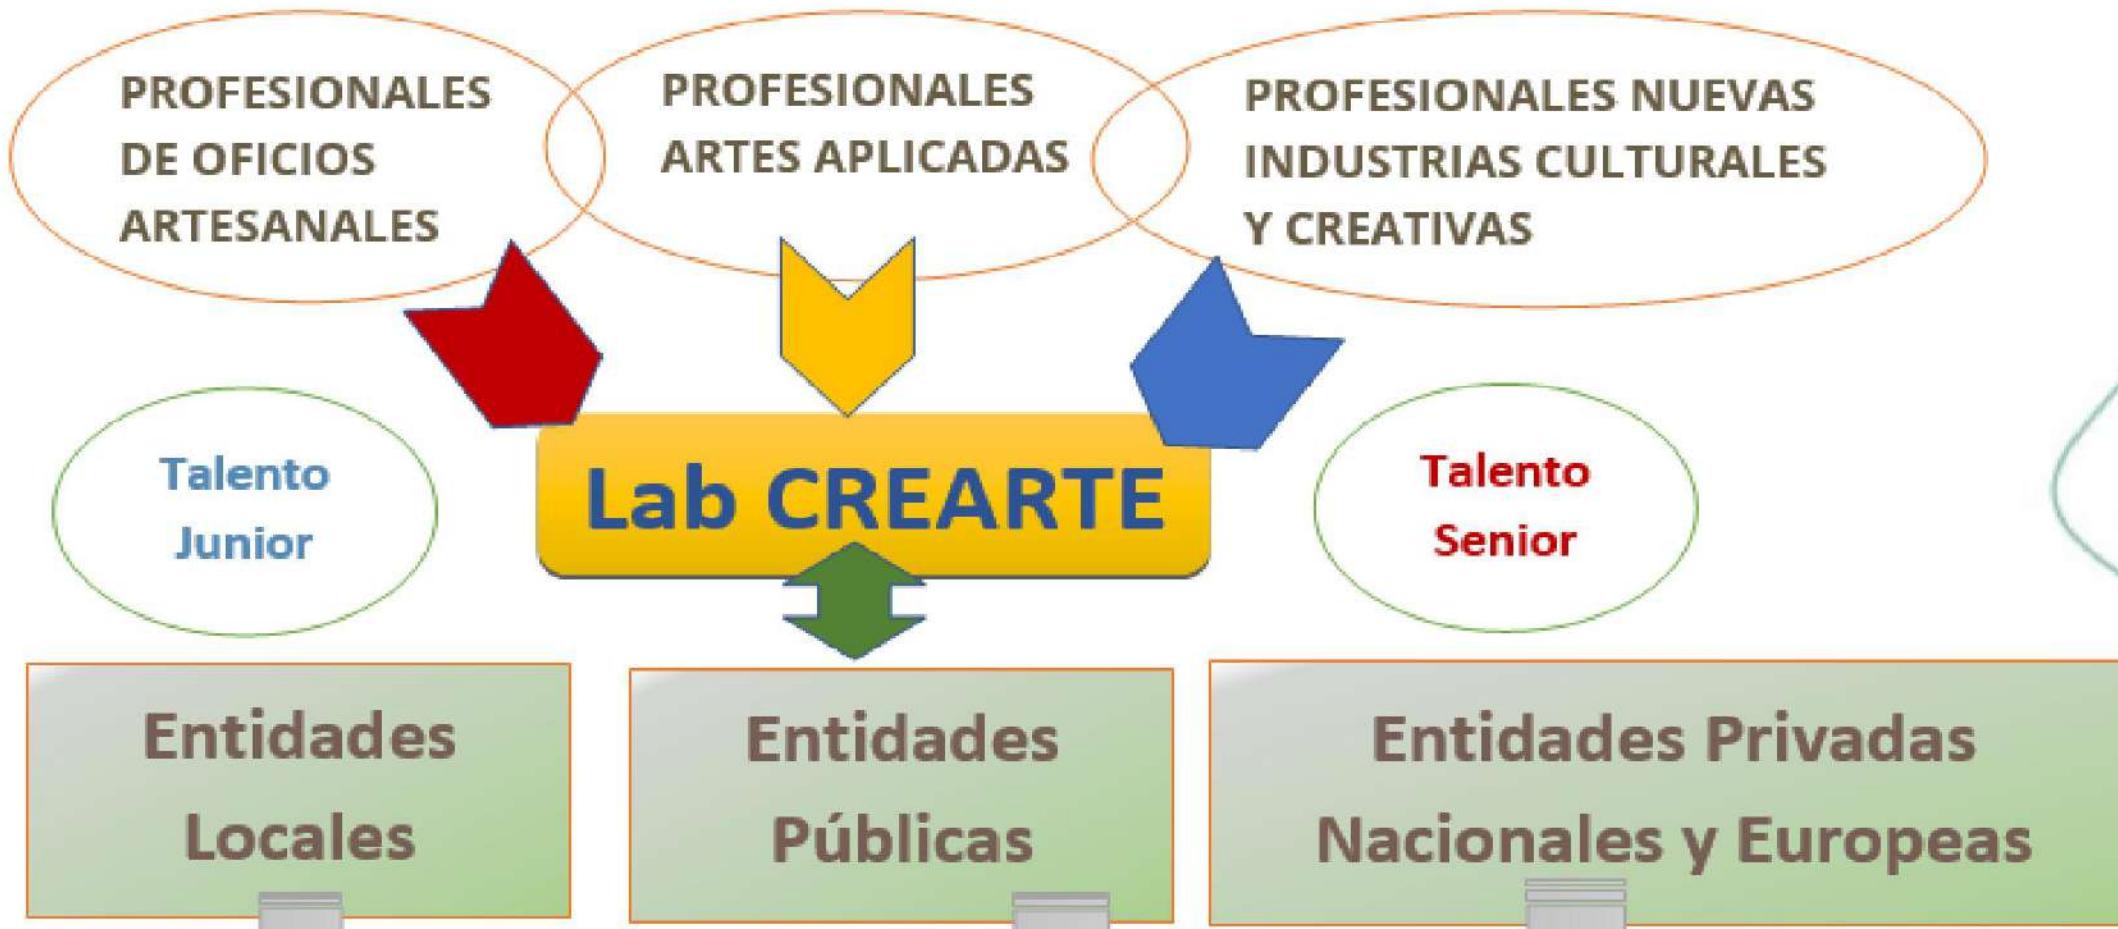 PROFESIONALES
DE OFICIOS
ARTESANALES
PROFESIONALES
ARTES APLICADAS
PROFESIONALES NUEVAS
INDUSTRIAS CULTURALES
Y CREATIVAS
Talento
Junior
Lab CREARTE
Talento
Senior
Entidades
Locales
Entidades
Públicas
Entidades Privadas
Nacionales y Europeas